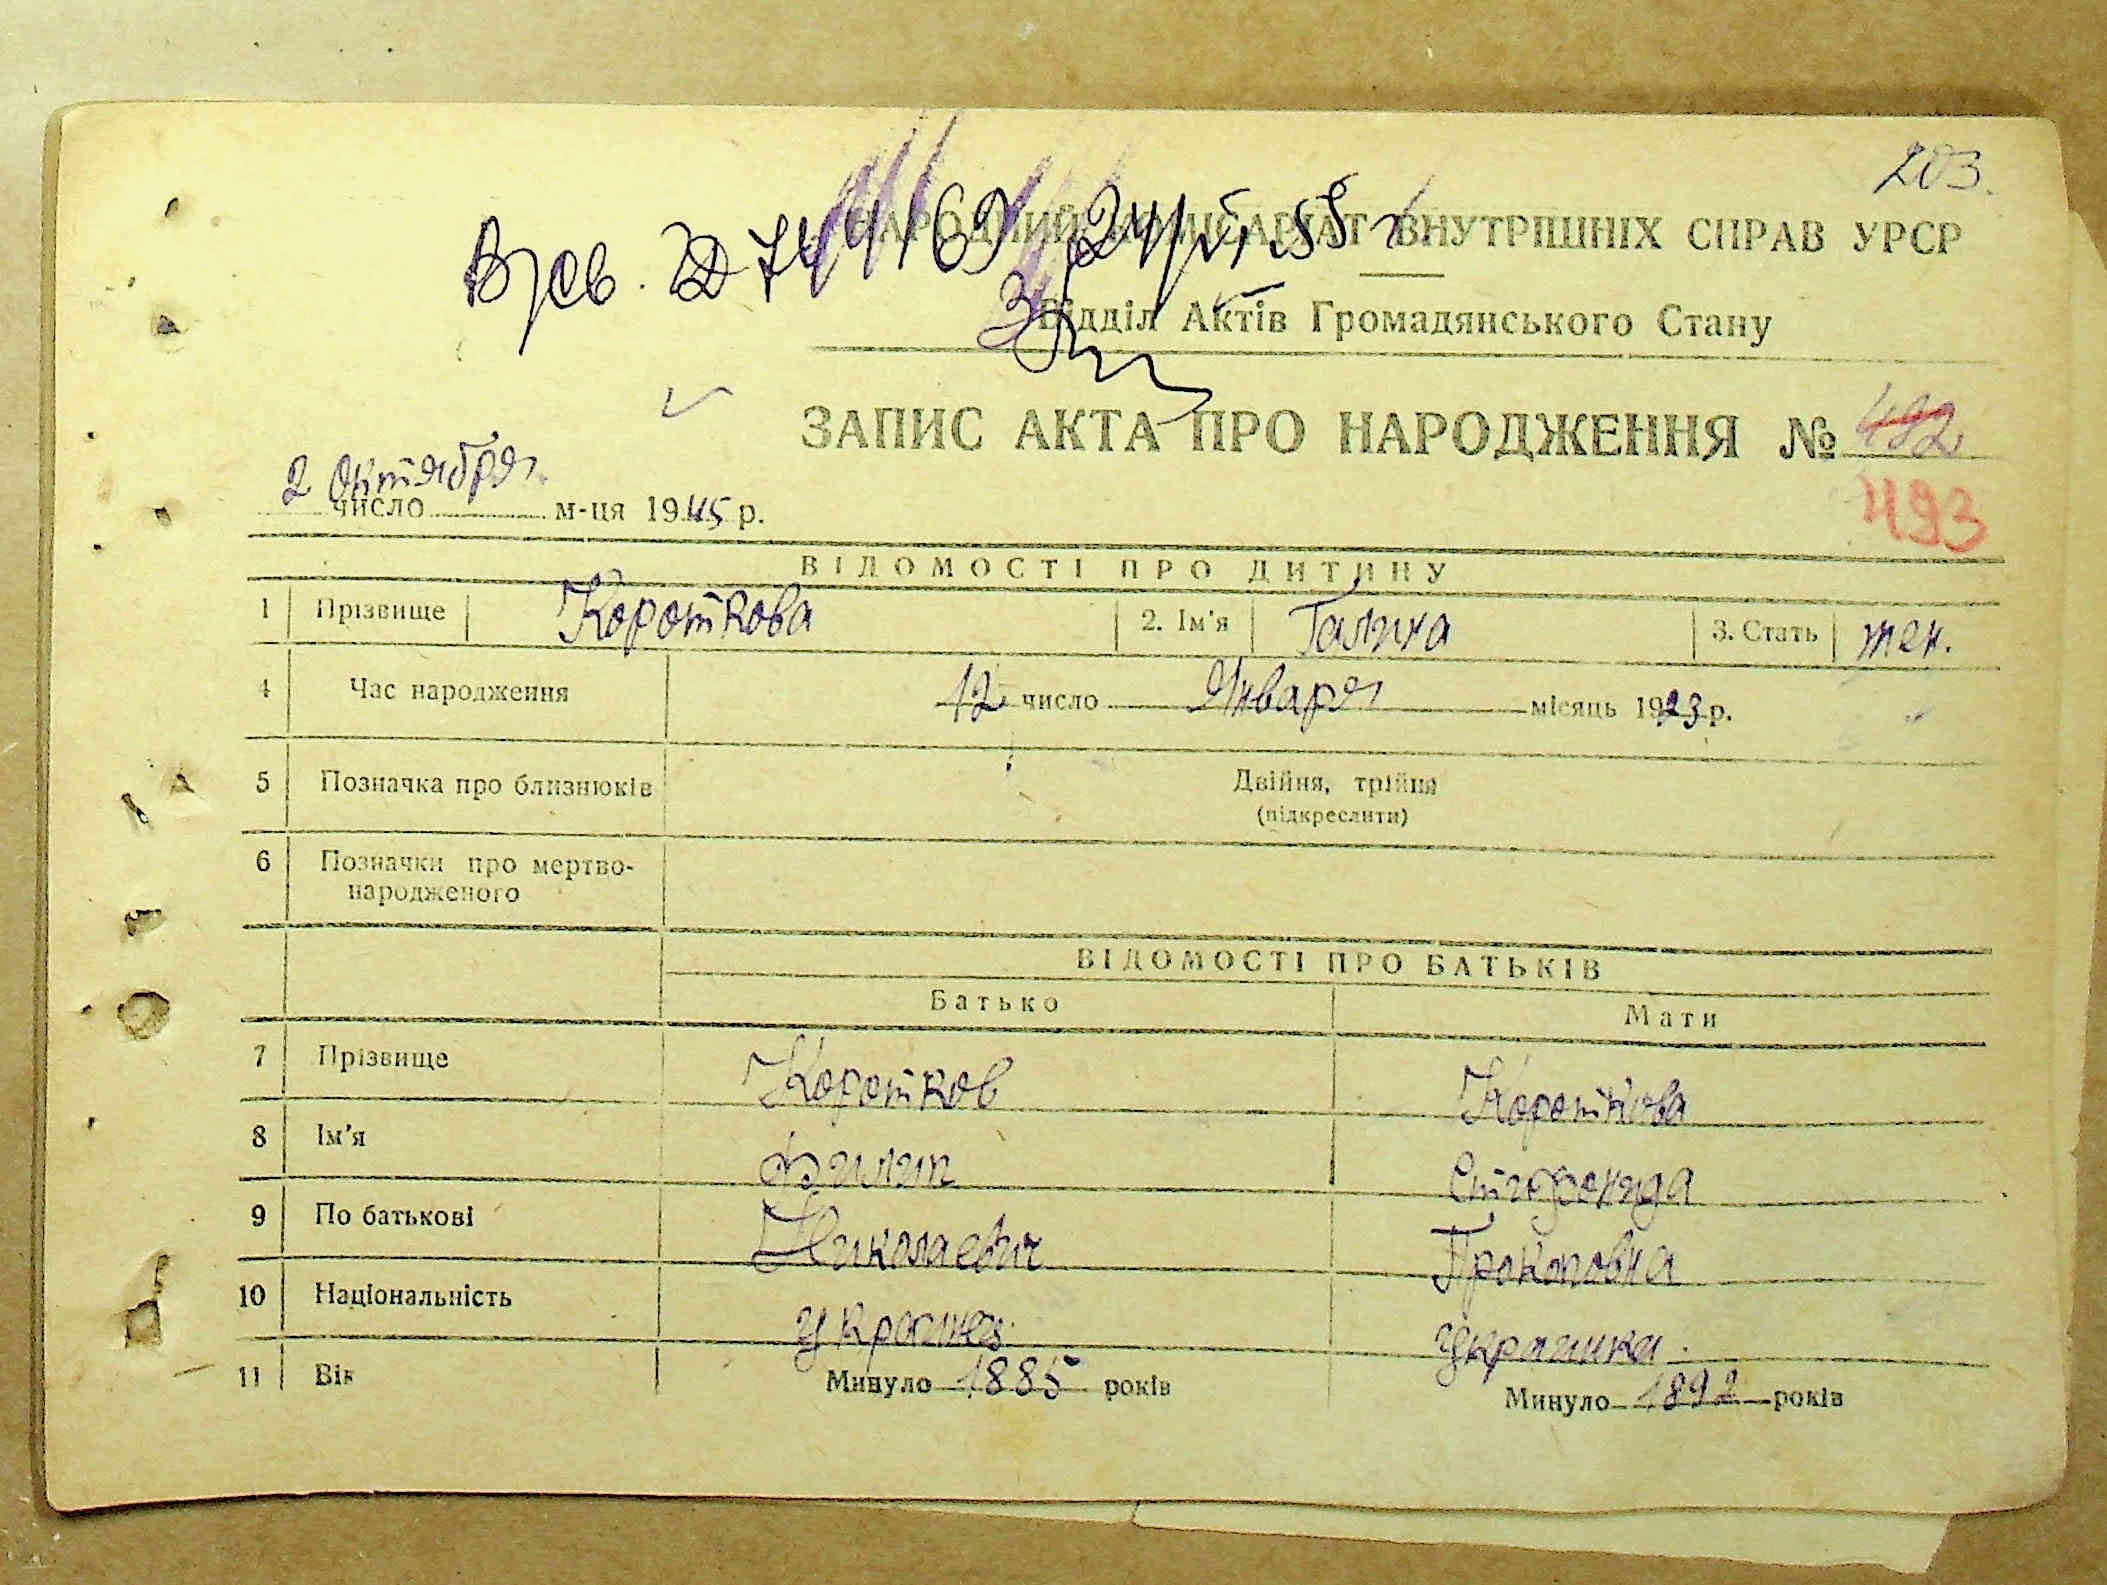 203.
НАРОДНИЙ КОМІСАРІАТ ВНУТРІШНІХ СПРАВ УРСР
Відділ Актів Громадянського Стану
ЗАПИС АКТА ПРО НАРОДЖЕННЯ № 492
493
2 Октября
число м-ця 1945 р.
ВІДОМОСТІ ПРО ДИТИНУ
1 Прізвище Короткова 2. Ім'я Галина 3. Стать жен.
4 Час народження 12 число Января місяць 1923 р.
5 Позначка про близнюків Двійня, трійня
(підкреслити)
6 Позначки про мертво-
народженого
ВІДОМОСТІ ПРО БАТЬКІВ
Батько Мати
7 Прізвище Коротков Короткова
8 Ім'я Филип
9 По батькові Николаевич Прокоповна
10 Національність украинец украинка.
11 Вік Минуло 1885 років Минуло 1892 років